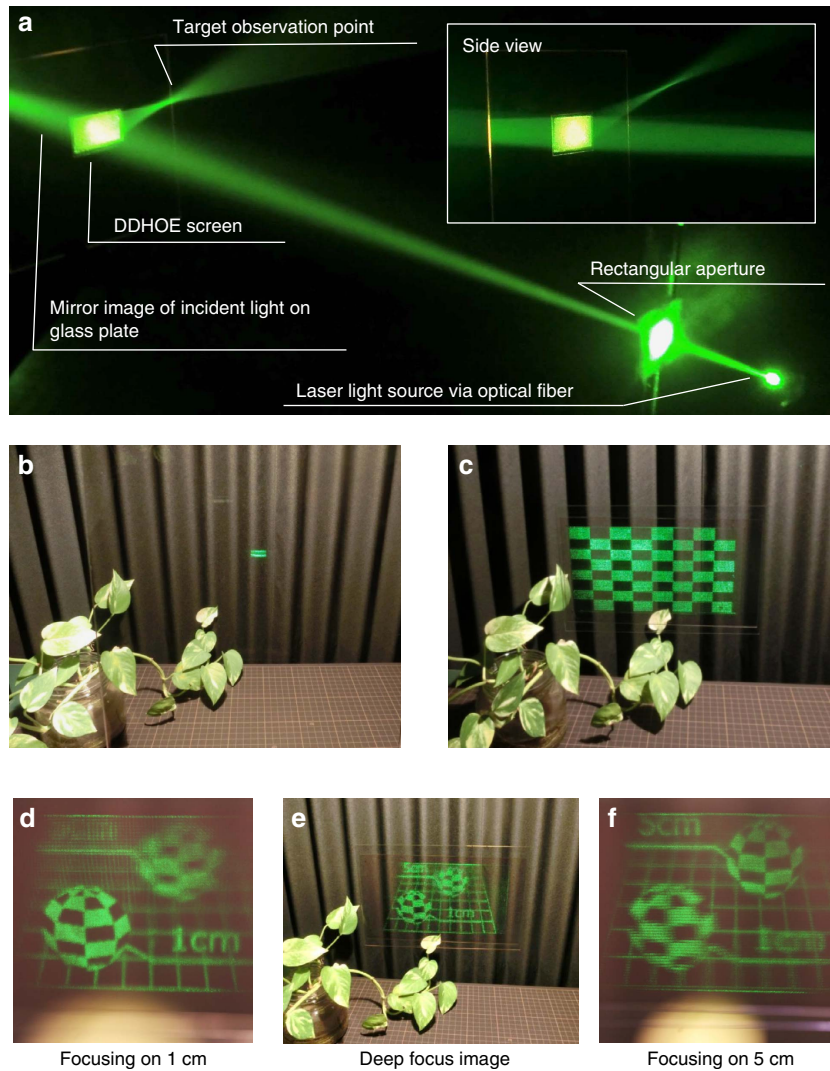 a
Target observation point
Side view
DDHOE screen
Rectangular aperture
Mirror image of incident light on
glass plate
Laser light source via optical fiber
b
c
d
1cm
e
5cm
1cm
f
5cm
1cm
Focusing on 1 cm
Deep focus image
Focusing on 5 cm